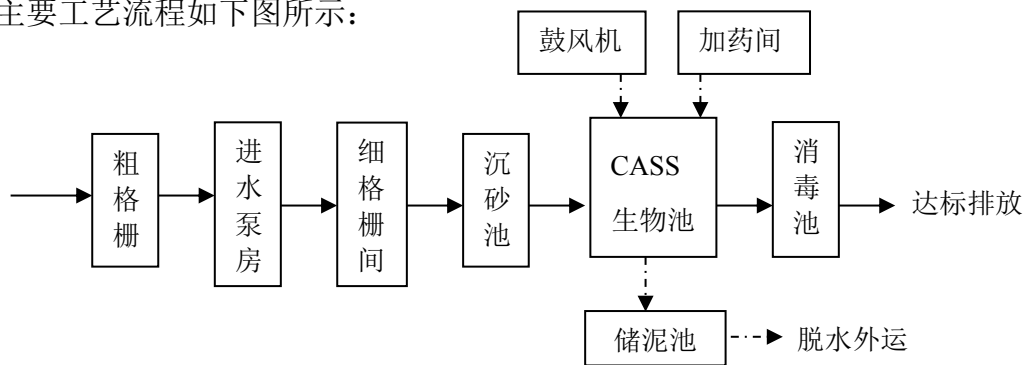 主要工艺流程如下图所示：
鼓风机
加药间
粗格栅
进水泵房
细格栅间
沉砂池
CASS
生物池
消毒池
达标排放
储泥池
脱水外运